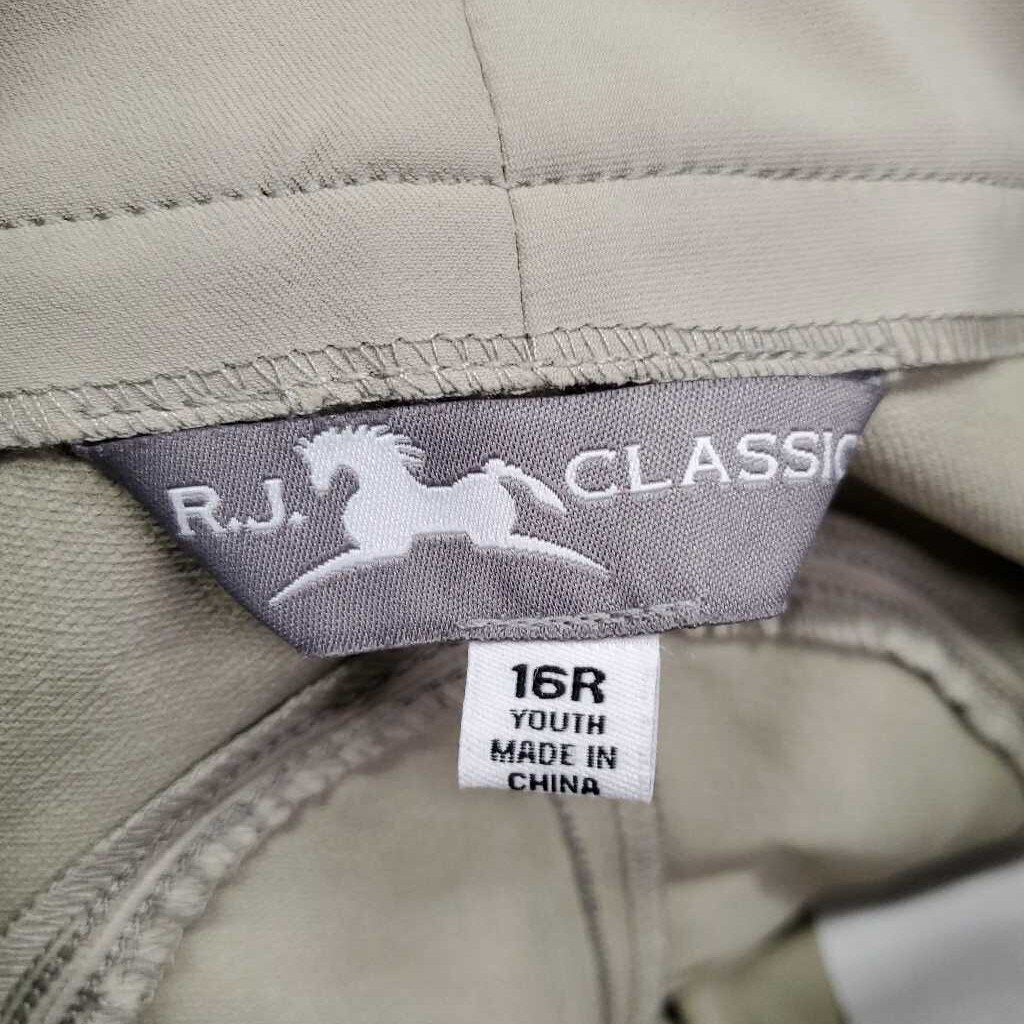 R.J. CLASSIC
16R
YOUTH
MADE IN
CHINA